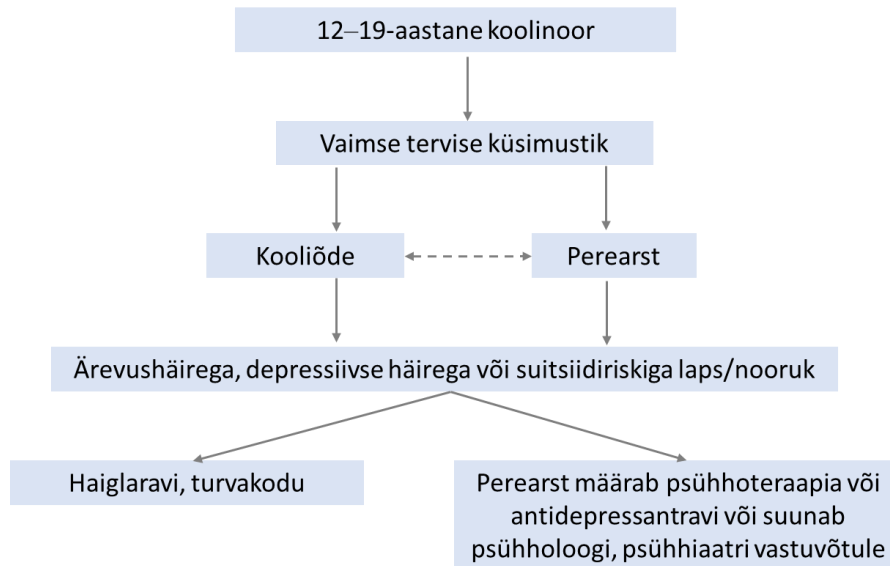 12–19-aastane koolinoor
Vaimse tervise küsimustik
Kooliõde
Perearst
Ärevushäirega, depressiivse häirega või suitsiidiriskiga laps/nooruk
Haiglaravi, turvakodu
Perearst määrab psühhoteraapia või
antidepressantravi või suunab
psühholoogi, psühhiaatri vastuvõtule